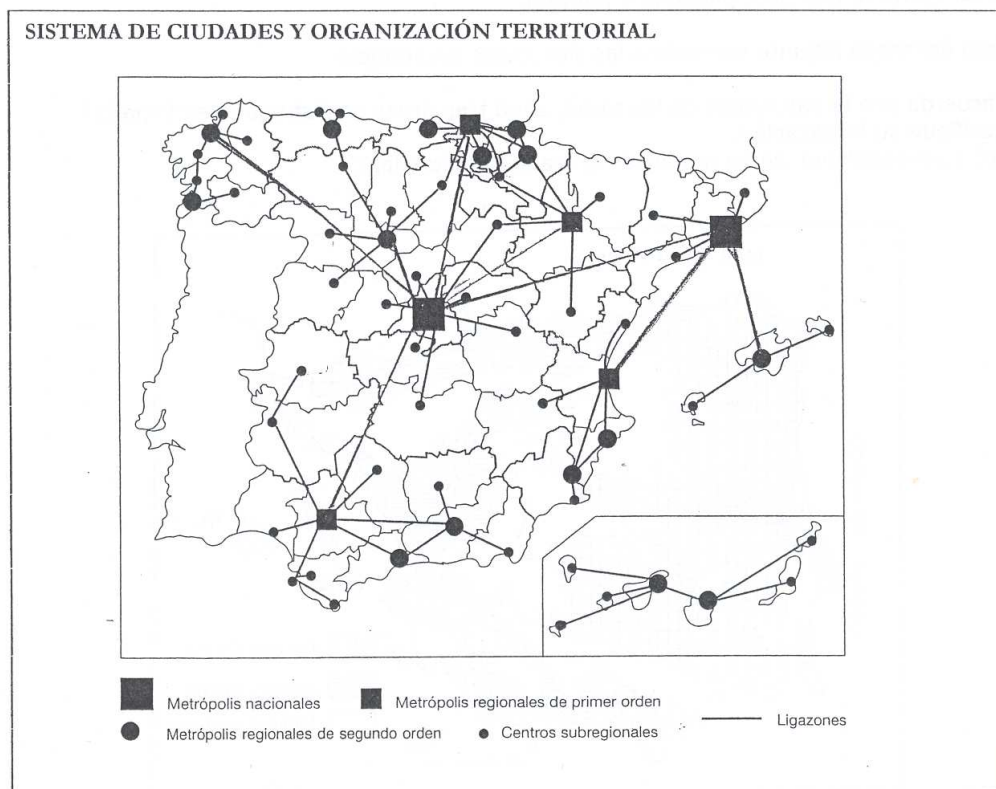 SISTEMA DE CIUDADES Y ORGANIZACIÓN TERRITORIAL
Metrópolis nacionales
Metrópolis regionales de primer orden
Metrópolis regionales de segundo orden
Centros subregionales
Ligazones